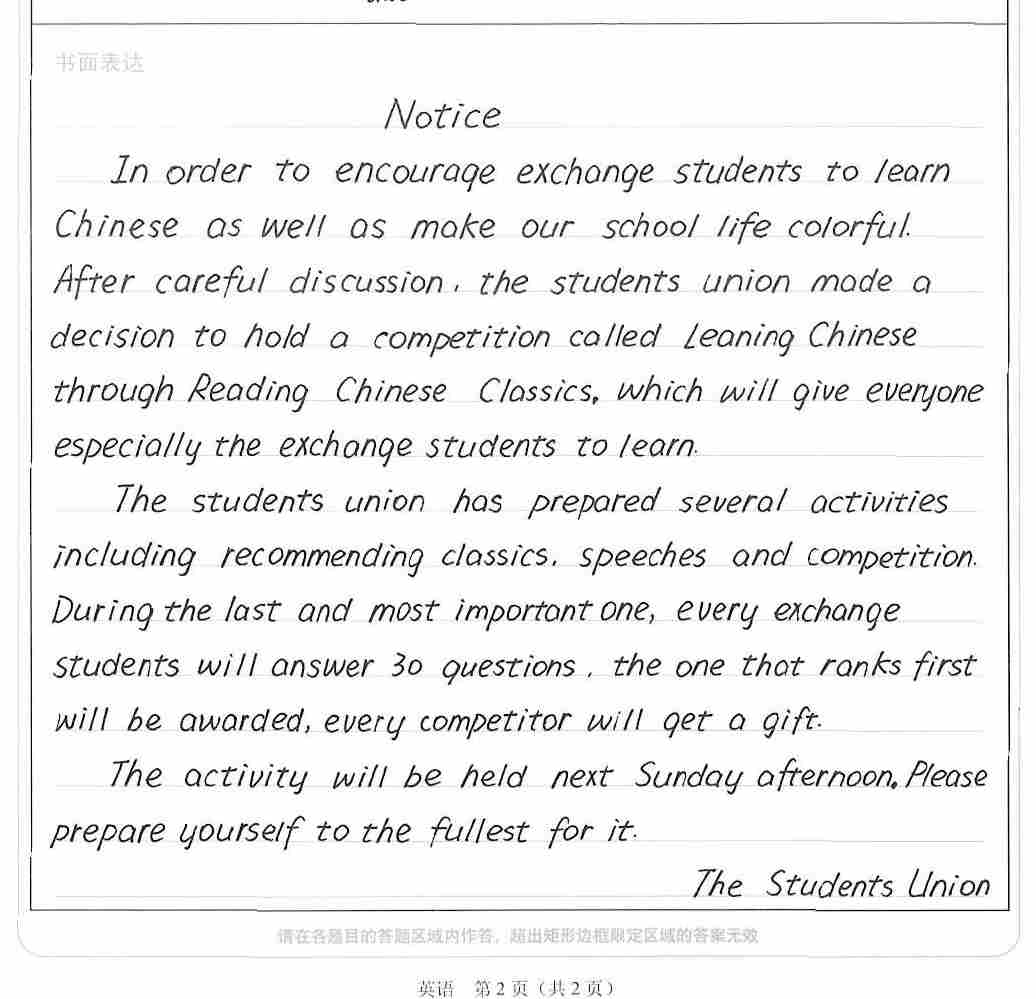 书面表达
Notice
In order to encourage exchange students to learn
Chinese as well as make our school life colorful.
After careful discussion, the students union made a
decision to hold a competition called Leaning Chinese
through Reading Chinese Classics, which will give everyone
especially the exchange students to learn.
The students union has prepared several activities
including recommending classics, speeches and competition.
During the last and most important one, every exchange
students will answer 30 questions, the one that ranks first
will be awarded, every competitor will get a gift.
The activity will be held next Sunday afternoon. Please
prepare yourself to the fullest for it.
The Students Union
请在各题目的答题区域内作答，超出矩形边框限定区域的答案无效
英语 第2页（共2页）